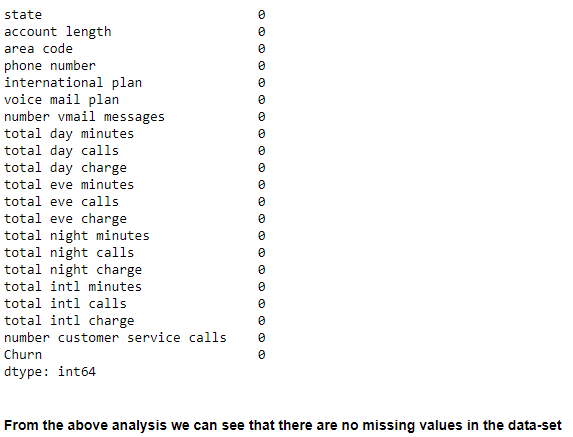 state 0
account length 0
area code 0
phone number 0
international plan 0
voice mail plan 0
number vmail messages 0
total day minutes 0
total day calls 0
total day charge 0
total eve minutes 0
total eve calls 0
total eve charge 0
total night minutes 0
total night calls 0
total night charge 0
total intl minutes 0
total intl calls 0
total intl charge 0
number customer service calls 0
Churn 0
dtype: int64
From the above analysis we can see that there are no missing values in the data-set